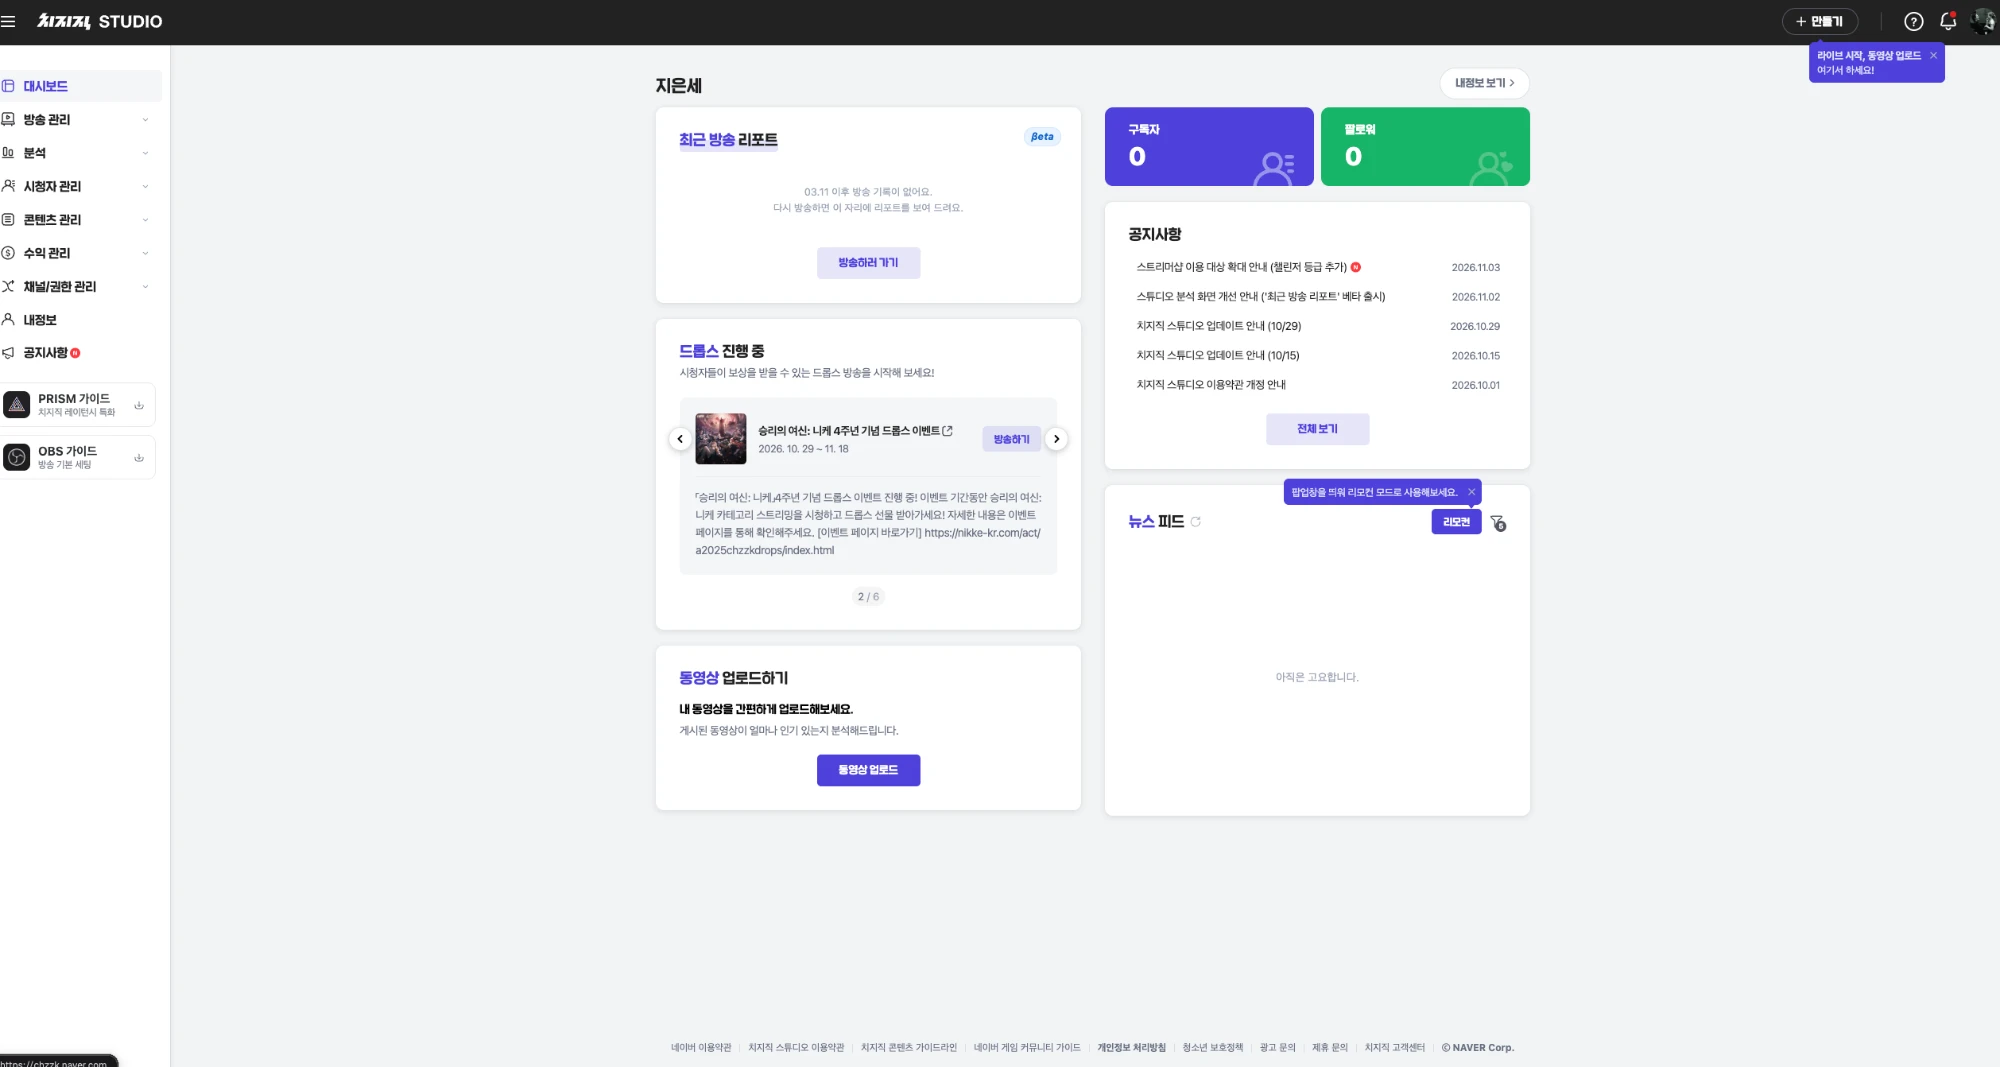 치지직 STUDIO
만들기
라이브 시작, 동영상 업로드
여기서 하세요!
대시보드
방송 관리
분석
시청자 관리
콘텐츠 관리
수익 관리
채널/권한 관리
내정보
공지사항 N
PRISM 가이드
치지직 레이턴시 특화
OBS 가이드
방송 기본 세팅
지은세
내정보 보기
최근 방송 리포트
βeta
03.11 이후 방송 기록이 없어요.
다시 방송하면 이 자리에 리포트를 보여 드려요.
방송하러 가기
드롭스 진행 중
시청자들이 보상을 받을 수 있는 드롭스 방송을 시작해 보세요!
승리의 여신: 니케 4주년 기념 드롭스 이벤트
2026. 10. 29 ~ 11. 18
방송하기
「승리의 여신: 니케」4주년 기념 드롭스 이벤트 진행 중! 이벤트 기간동안 승리의 여신:
니케 카테고리 스트리밍을 시청하고 드롭스 선물 받아가세요! 자세한 내용은 이벤트
페이지를 통해 확인해주세요. [이벤트 페이지 바로가기] https://nikke-kr.com/act/
a2025chzzkdrops/index.html
2 / 6
동영상 업로드하기
내 동영상을 간편하게 업로드해보세요.
게시된 동영상이 얼마나 인기 있는지 분석해드립니다.
동영상 업로드
구독자
0
팔로워
0
공지사항
스트리머샵 이용 대상 확대 안내 (챌린저 등급 추가) N 2026.11.03
스튜디오 분석 화면 개선 안내 ('최근 방송 리포트' 베타 출시) 2026.11.02
치지직 스튜디오 업데이트 안내 (10/29) 2026.10.29
치지직 스튜디오 업데이트 안내 (10/15) 2026.10.15
치지직 스튜디오 이용약관 개정 안내 2026.10.01
전체 보기
팝업창을 띄워 리모컨 모드로 사용해보세요.
뉴스 피드
리모컨
5
아직은 고요합니다.
네이버 이용약관 치지직 스튜디오 이용약관 치지직 콘텐츠 가이드라인 네이버 게임 커뮤니티 가이드 개인정보 처리방침 청소년 보호정책 광고 문의 제휴 문의 치지직 고객센터 © NAVER Corp.
https://chzzk.naver.com